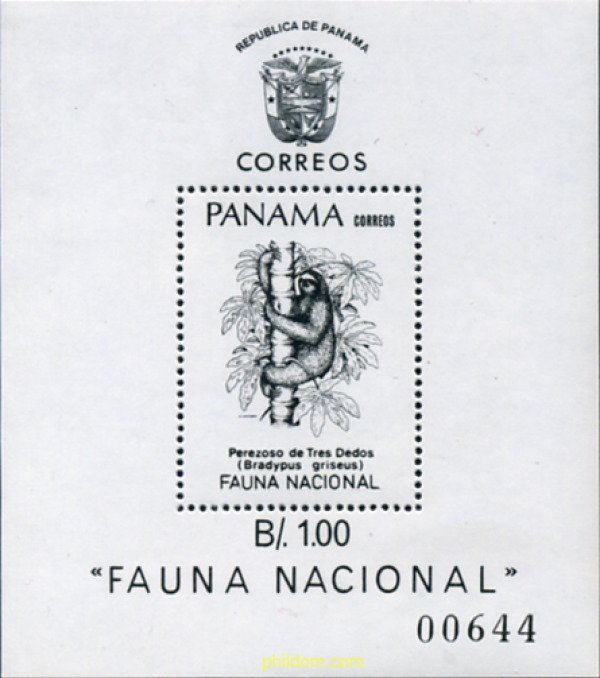 REPUBLICA DE PANAMA
CORREOS
PANAMA CORREOS
Perezoso de Tres Dedos
(Bradypus griseus)
FAUNA NACIONAL
B/. 1.00
«FAUNA NACIONAL»
00644
phildom.com